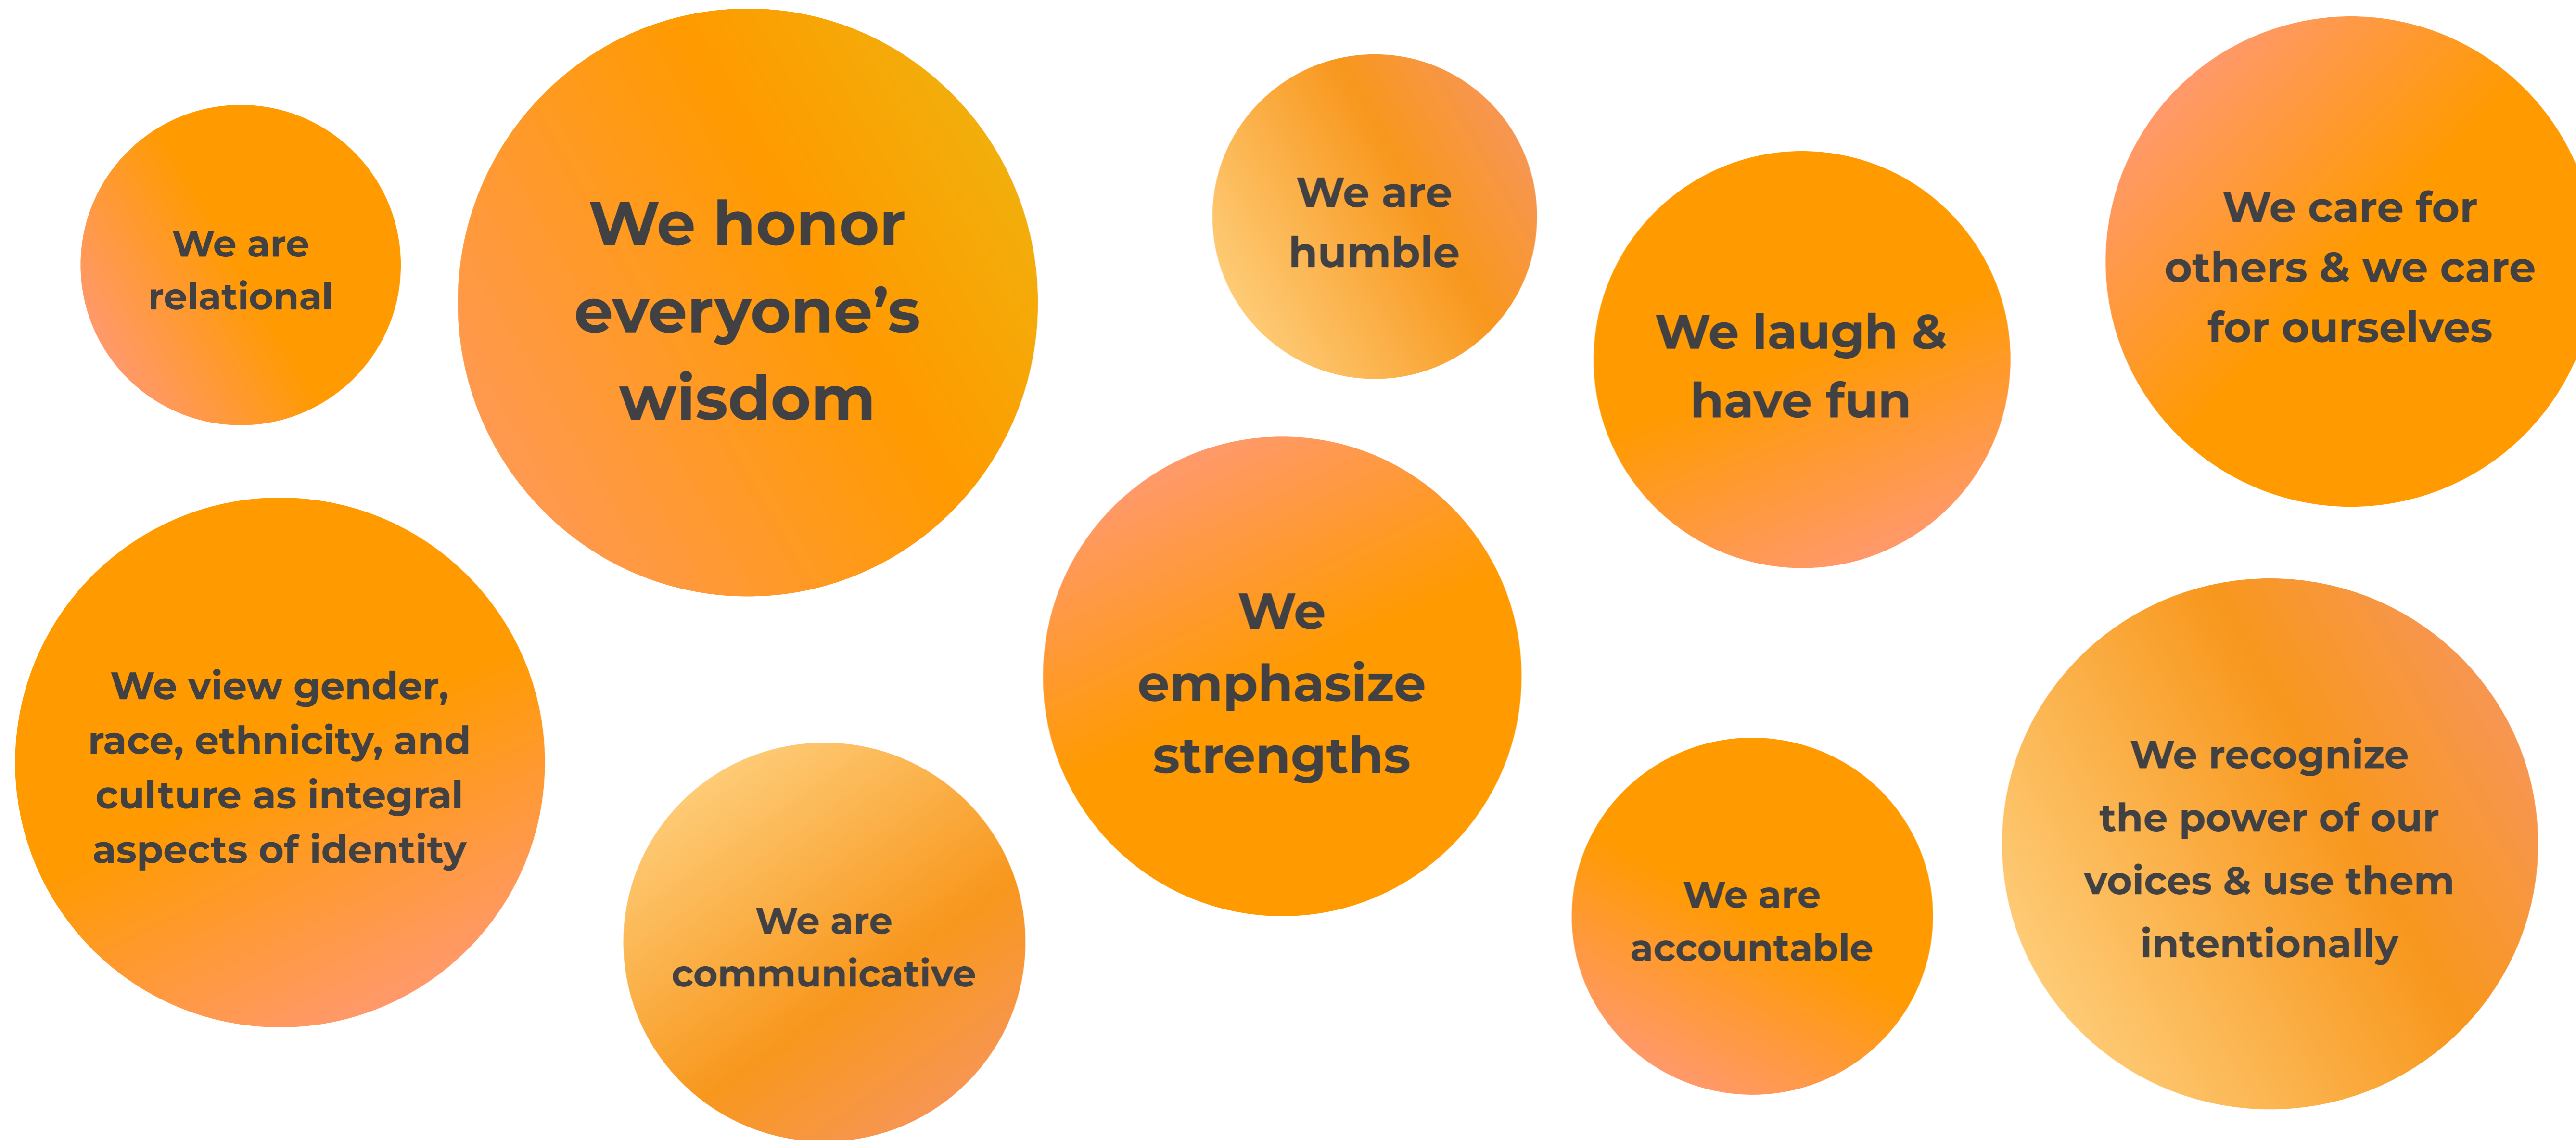 We are
relational
We honor
everyone’s
wisdom
We are
humble
We laugh &
have fun
We care for
others & we care
for ourselves
We view gender,
race, ethnicity, and
culture as integral
aspects of identity
We are
communicative
We
emphasize
strengths
We are
accountable
We recognize
the power of our
voices & use them
intentionally